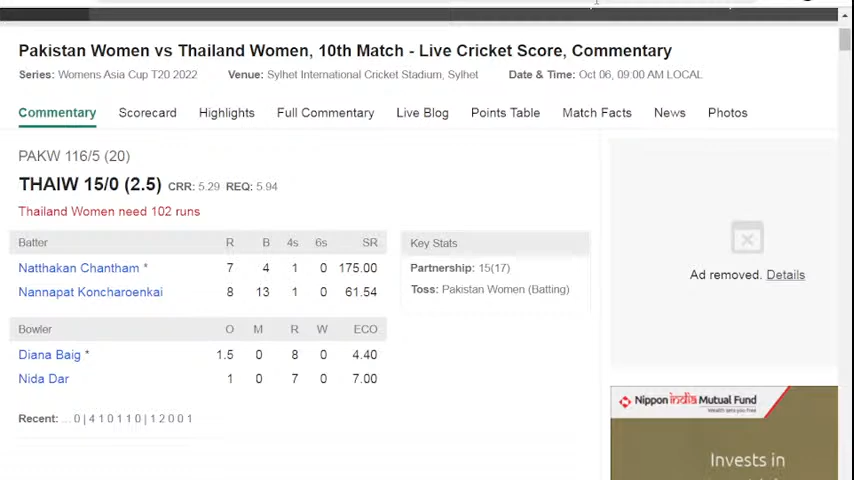 Pakistan Women vs Thailand Women, 10th Match - Live Cricket Score, Commentary
Series: Womens Asia Cup T20 2022 Venue: Sylhet International Cricket Stadium, Sylhet Date & Time: Oct 06, 09:00 AM LOCAL
Commentary Scorecard Highlights Full Commentary Live Blog Points Table Match Facts News Photos
PAKW 116/5 (20)
THAIW 15/0 (2.5) CRR: 5.29 REQ: 5.94
Thailand Women need 102 runs
Batter R B 4s 6s SR
Natthakan Chantham * 7 4 1 0 175.00
Nannapat Koncharoenkai 8 13 1 0 61.54
Bowler O M R W ECO
Diana Baig * 1.5 0 8 0 4.40
Nida Dar 1 0 7 0 7.00
Recent: ... 0 | 4 1 0 1 1 0 | 1 2 0 0 1
Key Stats
Partnership: 15(17)
Toss: Pakistan Women (Batting)
Ad removed. Details
Nippon india Mutual Fund
Wealth sets you free
Invests in